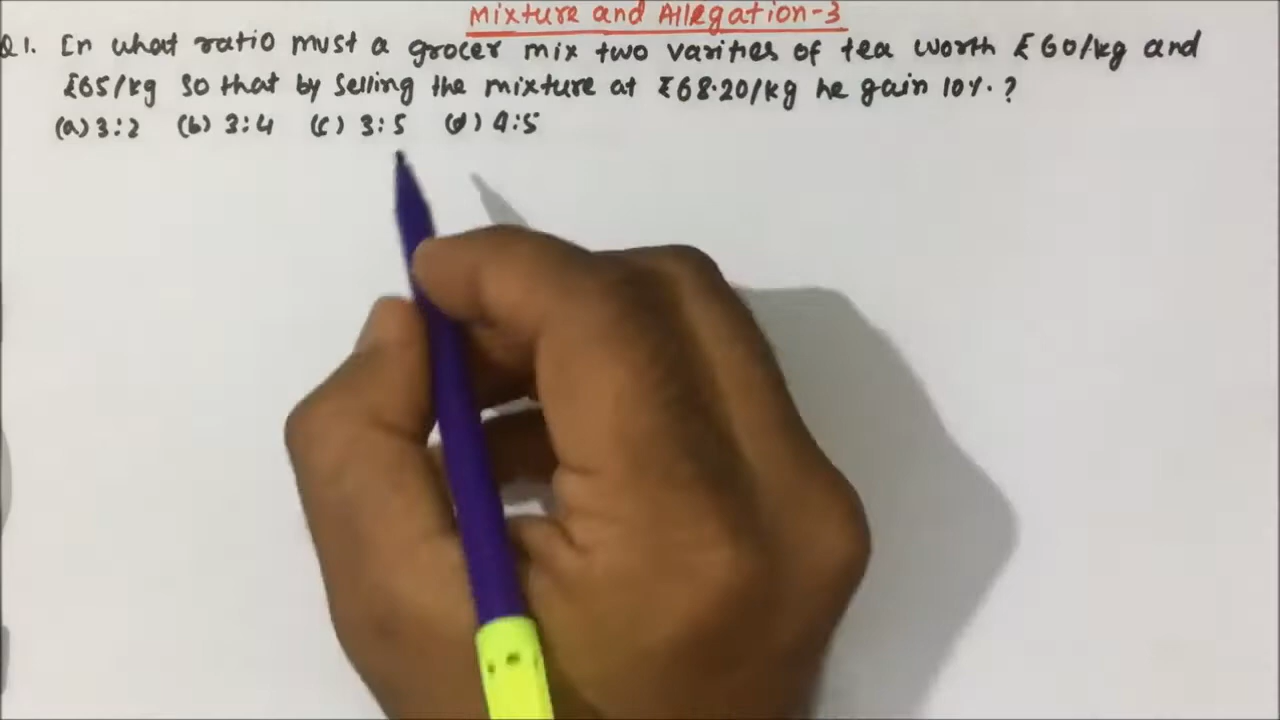 Mixture and Allegation-3
Q1. In what ratio must a grocer mix two varities of tea worth ₹60/kg and
₹65/kg so that by selling the mixture at ₹68.20/kg he gain 10%.?
(a) 3:2 (b) 3:4 (c) 3:5 (d) 4:5